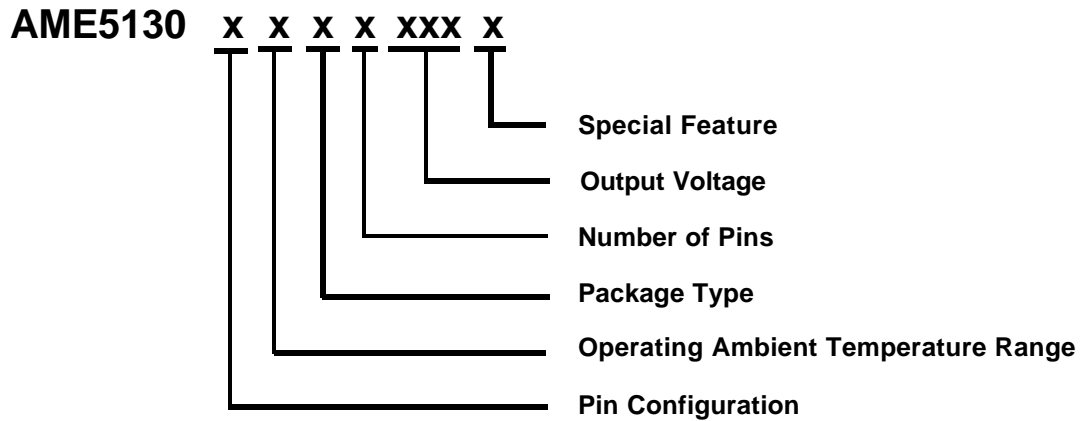 AME5130 x x x x xxx x
Special Feature
Output Voltage
Number of Pins
Package Type
Operating Ambient Temperature Range
Pin Configuration